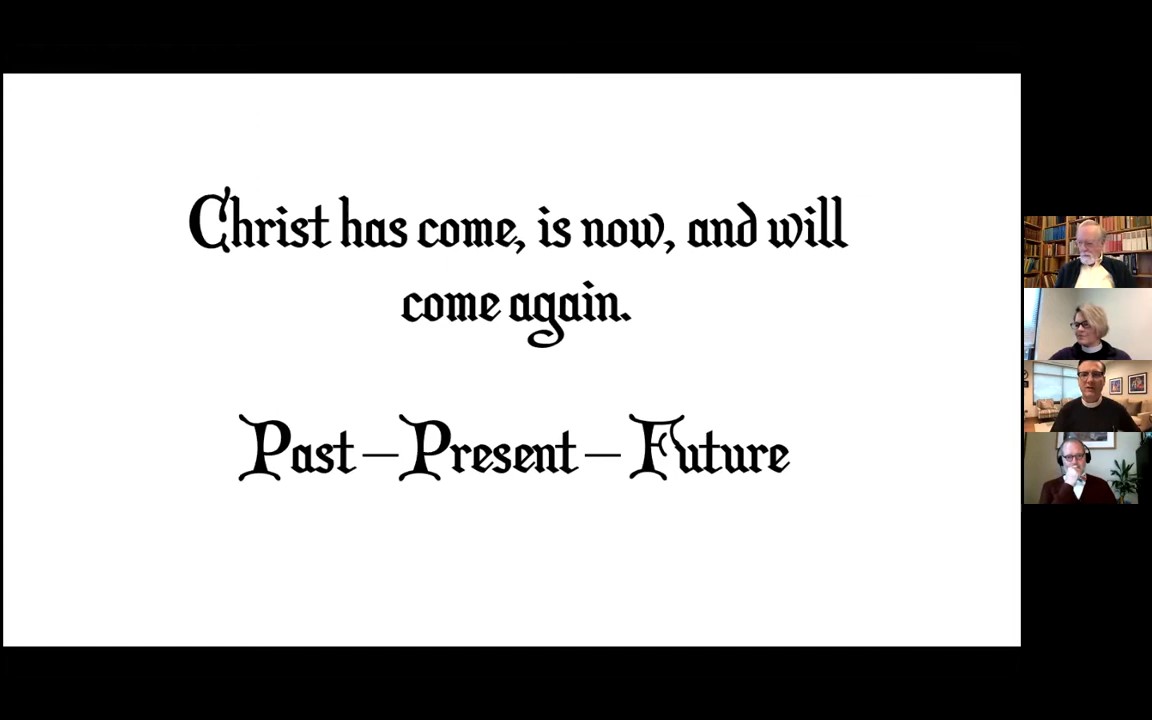 Christ has come, is now, and will
come again.
Past – Present – Future